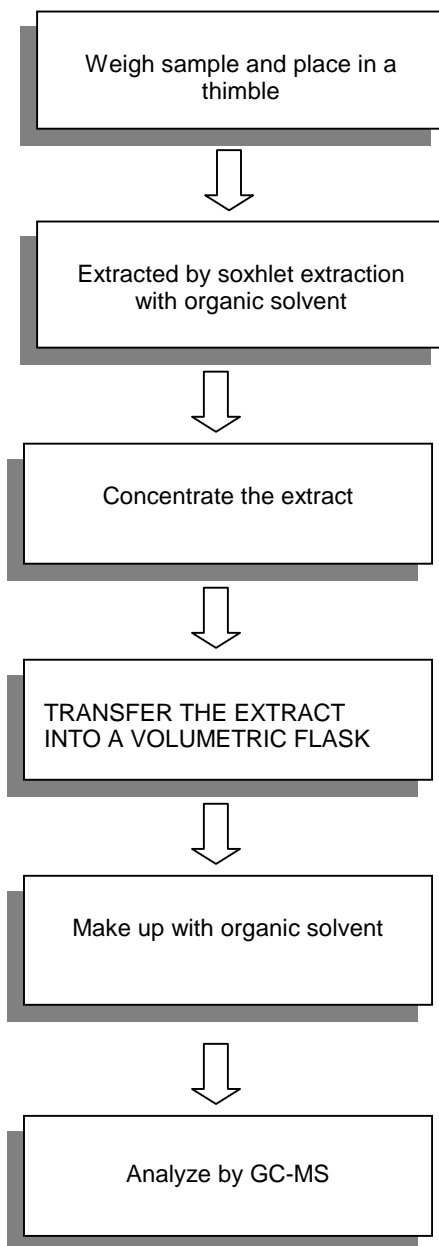 Weigh sample and place in a
thimble
Extracted by soxhlet extraction
with organic solvent
Concentrate the extract
TRANSFER THE EXTRACT
INTO A VOLUMETRIC FLASK
Make up with organic solvent
Analyze by GC-MS